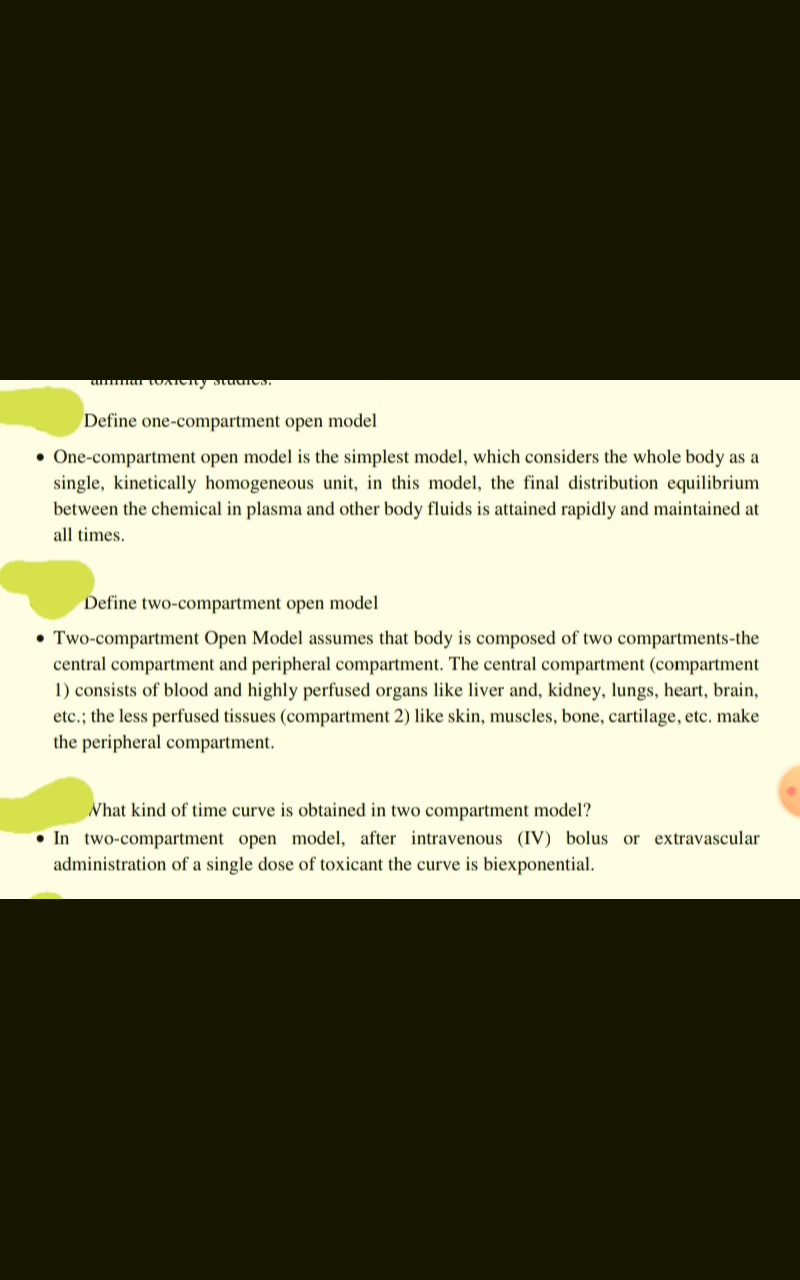 animal toxicity studies.
Define one-compartment open model
• One-compartment open model is the simplest model, which considers the whole body as a
single, kinetically homogeneous unit, in this model, the final distribution equilibrium
between the chemical in plasma and other body fluids is attained rapidly and maintained at
all times.
Define two-compartment open model
• Two-compartment Open Model assumes that body is composed of two compartments-the
central compartment and peripheral compartment. The central compartment (compartment
1) consists of blood and highly perfused organs like liver and, kidney, lungs, heart, brain,
etc.; the less perfused tissues (compartment 2) like skin, muscles, bone, cartilage, etc. make
the peripheral compartment.
What kind of time curve is obtained in two compartment model?
• In two-compartment open model, after intravenous (IV) bolus or extravascular
administration of a single dose of toxicant the curve is biexponential.